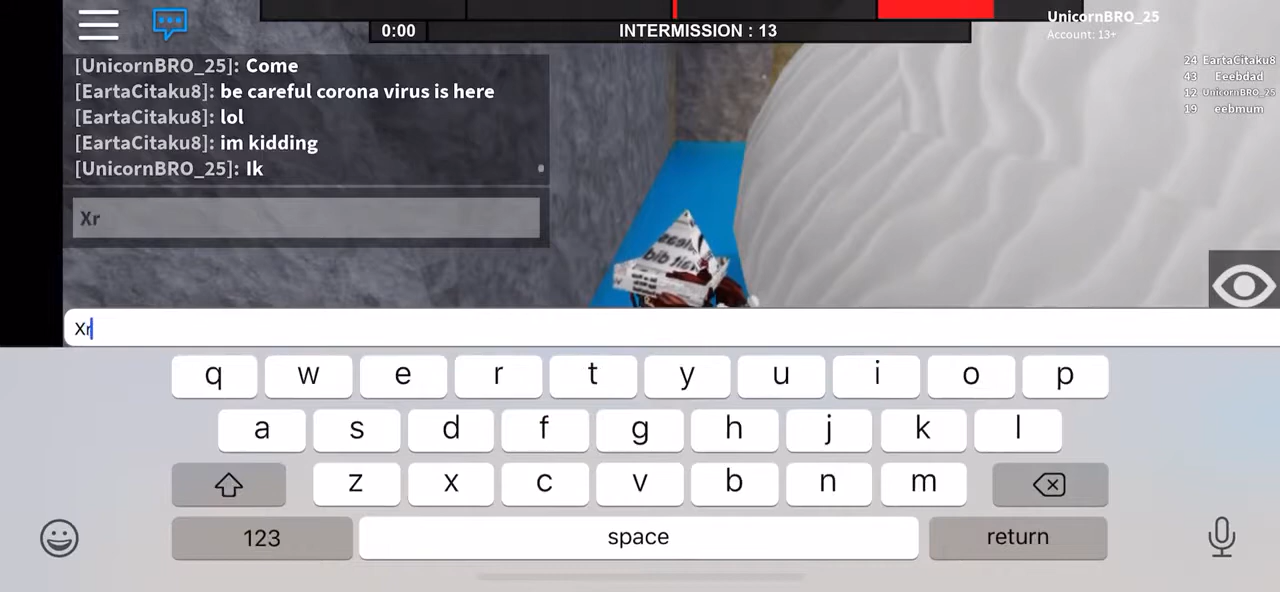 0:00
INTERMISSION : 13
UnicornBRO_25
Account: 13+
24 EartaCitaku8
43 Eeebdad
12 UnicornBRO_25
19 eebmum
[UnicornBRO_25]: Come
[EartaCitaku8]: be careful corona virus is here
[EartaCitaku8]: lol
[EartaCitaku8]: im kidding
[UnicornBRO_25]: Ik
Xr
Xr
q w e r t y u i o p
a s d f g h j k l
z x c v b n m
123 space return